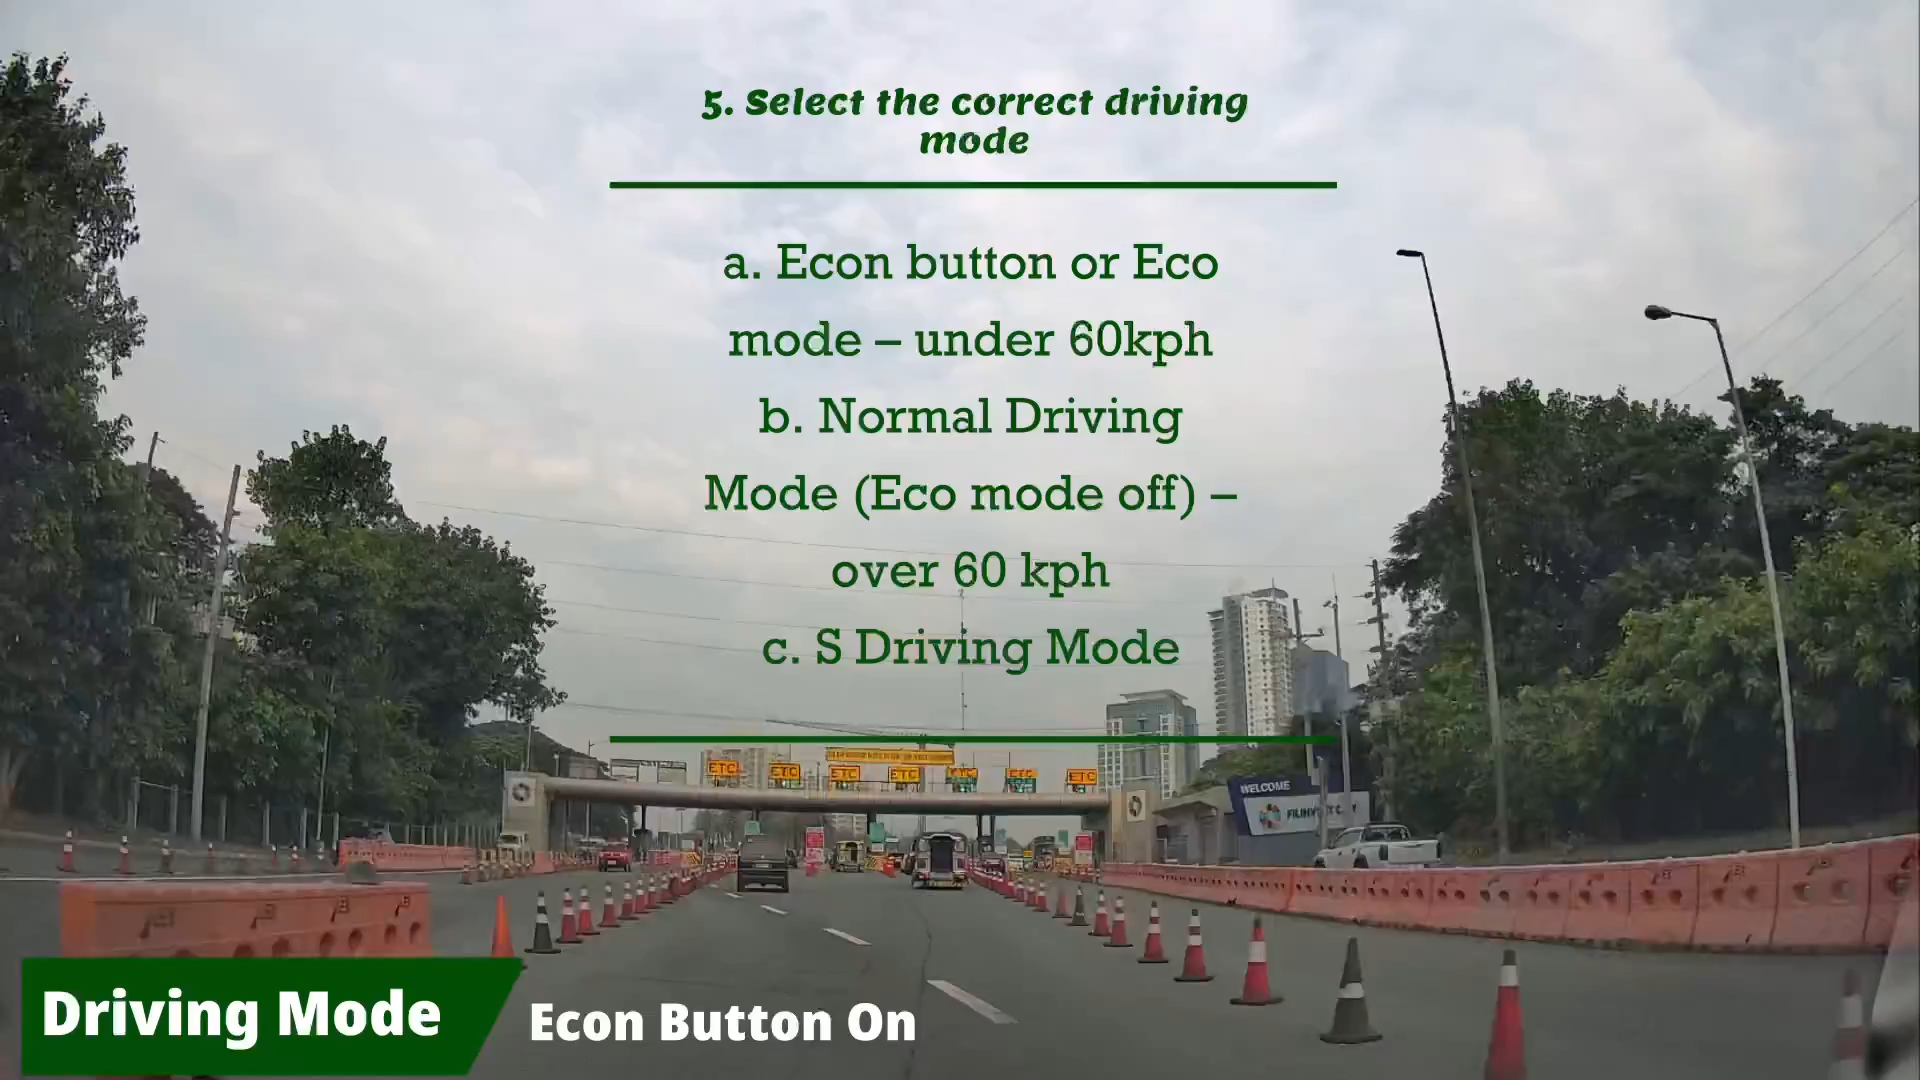 5. Select the correct driving
mode
a. Econ button or Eco
mode – under 60kph
b. Normal Driving
Mode (Eco mode off) –
over 60 kph
c. S Driving Mode
ETC
ETC
ETC
ETC
ETC
ETC
ETC
WELCOME
Driving Mode
Econ Button On